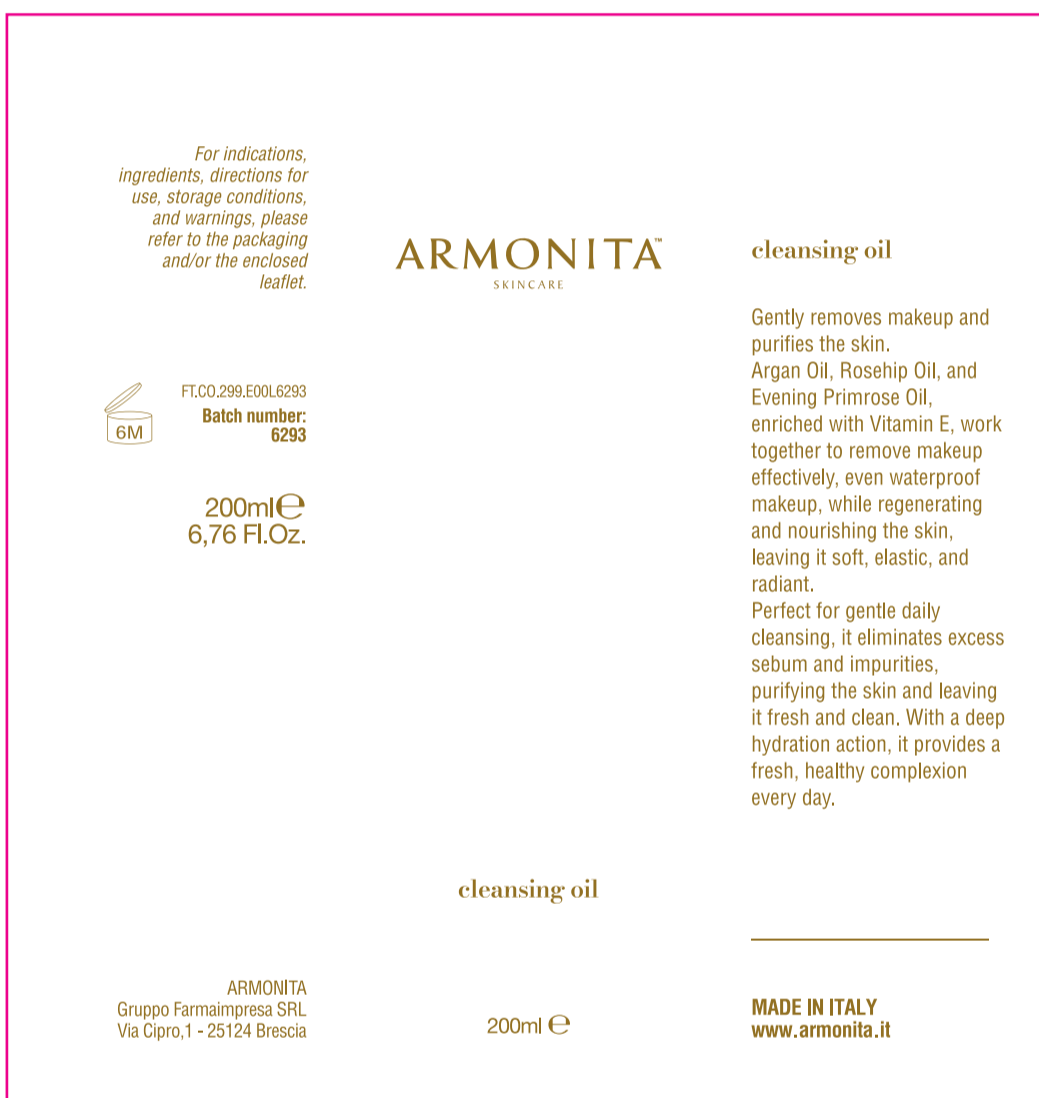 For indications,
ingredients, directions for
use, storage conditions,
and warnings, please
refer to the packaging
and/or the enclosed
leaflet.
6M
FT.CO.299.E00L6293
Batch number:
6293
200ml℮
6,76 Fl.Oz.
ARMONITA
Gruppo Farmaimpresa SRL
Via Cipro,1 - 25124 Brescia
ARMONITA™
SKINCARE
cleansing oil
200ml ℮
cleansing oil
Gently removes makeup and
purifies the skin.
Argan Oil, Rosehip Oil, and
Evening Primrose Oil,
enriched with Vitamin E, work
together to remove makeup
effectively, even waterproof
makeup, while regenerating
and nourishing the skin,
leaving it soft, elastic, and
radiant.
Perfect for gentle daily
cleansing, it eliminates excess
sebum and impurities,
purifying the skin and leaving
it fresh and clean. With a deep
hydration action, it provides a
fresh, healthy complexion
every day.
MADE IN ITALY
www.armonita.it